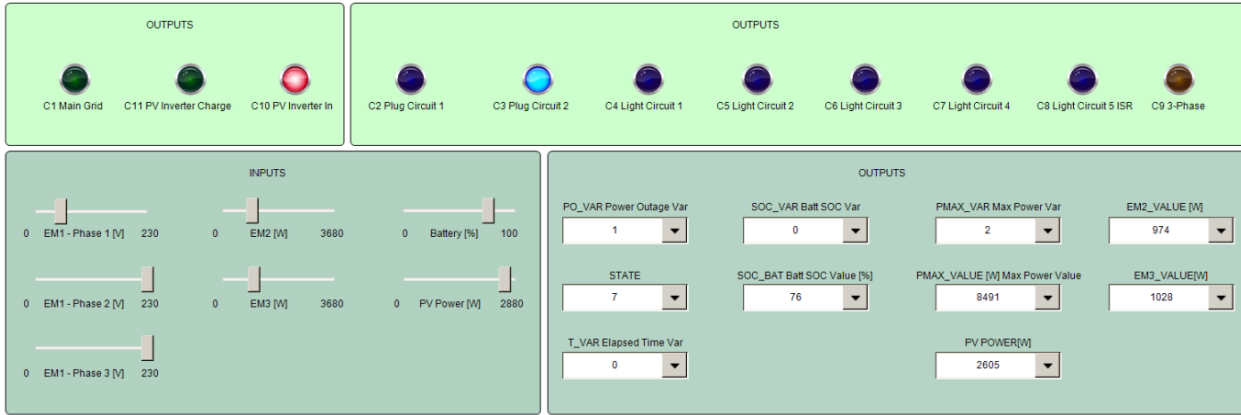 OUTPUTS
C1 Main Grid C11 PV Inverter Charge C10 PV Inverter In
OUTPUTS
C2 Plug Circuit 1 C3 Plug Circuit 2 C4 Light Circuit 1 C5 Light Circuit 2 C6 Light Circuit 3 C7 Light Circuit 4 C8 Light Circuit 5 ISR C9 3-Phase
INPUTS
0 EM1 - Phase 1 [V] 230 0 EM2 [W] 3680 0 Battery [%] 100
0 EM1 - Phase 2 [V] 230 0 EM3 [W] 3680 0 PV Power [W] 2880
0 EM1 - Phase 3 [V] 230
OUTPUTS
PO_VAR Power Outage Var SOC_VAR Batt SOC Var PMAX_VAR Max Power Var EM2_VALUE [W]
1 0 2 974
STATE SOC_BAT Batt SOC Value [%] PMAX_VALUE [W] Max Power Value EM3_VALUE[W]
7 76 8491 1028
T_VAR Elapsed Time Var PV POWER[W]
0 2605